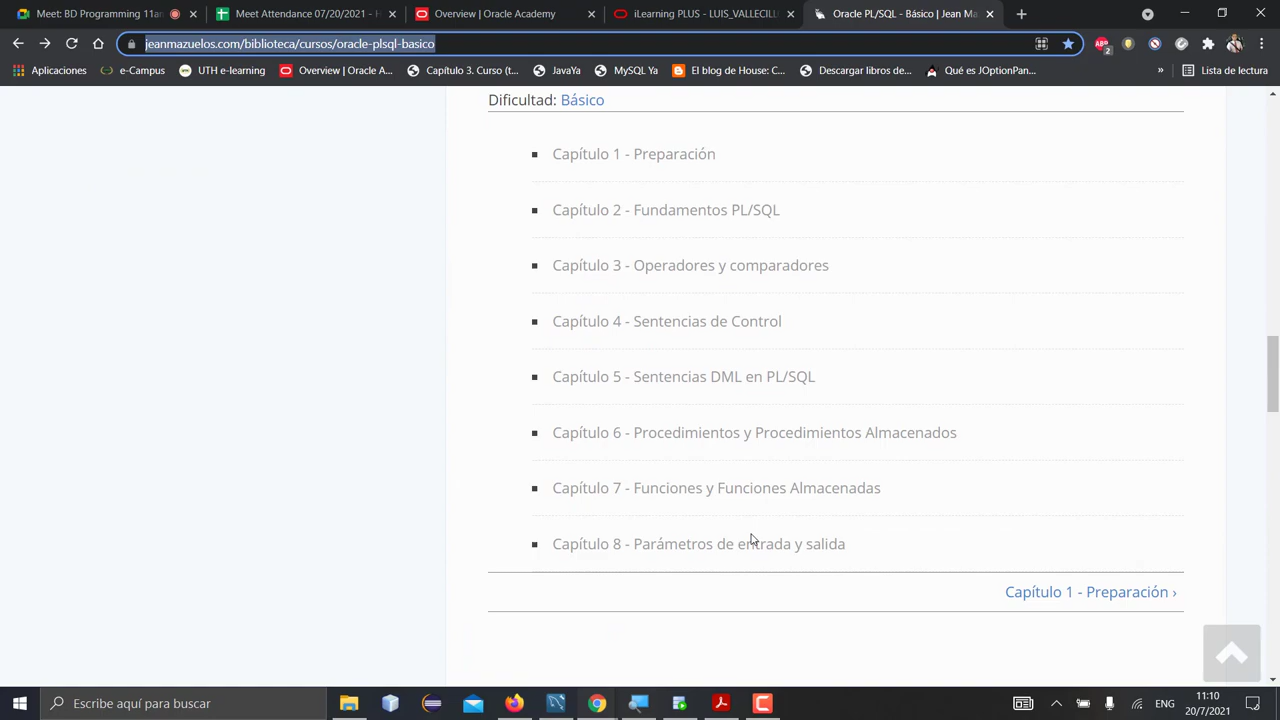 Meet: BD Programming 11am
Meet Attendance 07/20/2021 - H
Overview | Oracle Academy
iLearning PLUS - LUIS_VALLECILL
Oracle PL/SQL - Básico | Jean Ma
jeanmazuelos.com/biblioteca/cursos/oracle-plsql-basico
2
Aplicaciones
e-Campus
UTH e-learning
Overview | Oracle A...
Capítulo 3. Curso (t...
JavaYa
MySQL Ya
El blog de House: C...
Descargar libros de...
Qué es JOptionPan...
»
Lista de lectura
Dificultad: Básico
Capítulo 1 - Preparación
Capítulo 2 - Fundamentos PL/SQL
Capítulo 3 - Operadores y comparadores
Capítulo 4 - Sentencias de Control
Capítulo 5 - Sentencias DML en PL/SQL
Capítulo 6 - Procedimientos y Procedimientos Almacenados
Capítulo 7 - Funciones y Funciones Almacenadas
Capítulo 8 - Parámetros de entrada y salida
Capítulo 1 - Preparación ›
Escribe aquí para buscar
ENG
11:10
20/7/2021